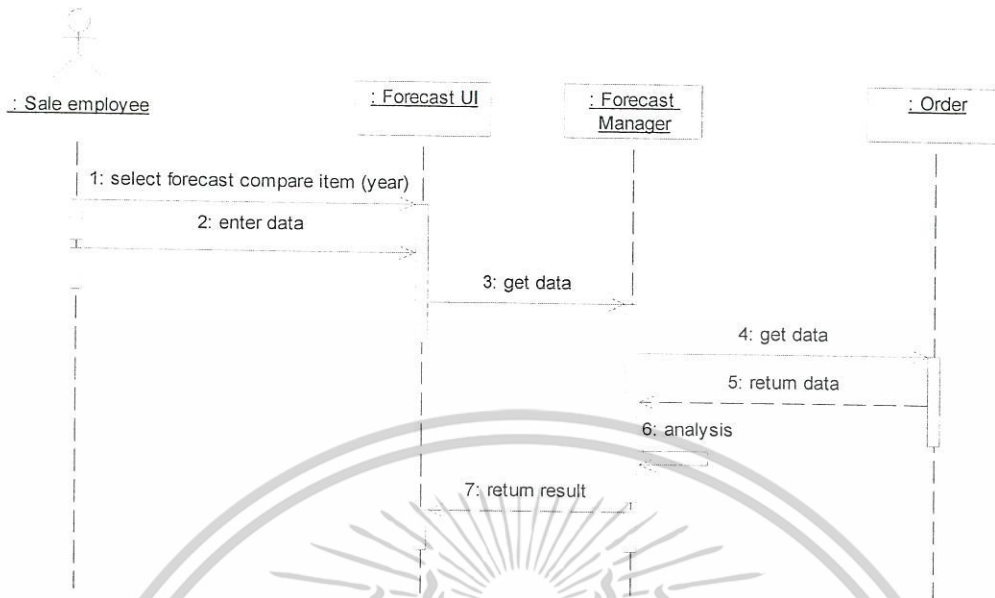 : Sale employee
: Forecast UI
: Forecast
Manager
: Order
1: select forecast compare item (year)
2: enter data
3: get data
4: get data
5: return data
6: analysis
7: return result